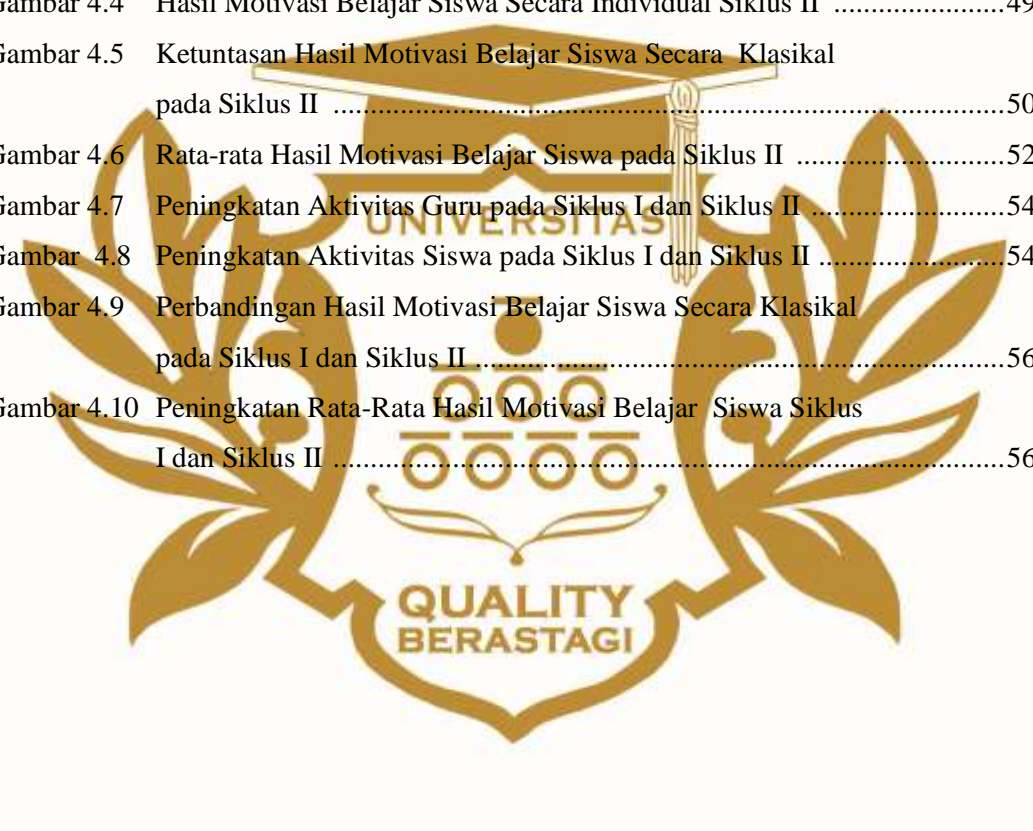 Gambar 4.4 Hasil Motivasi Belajar Siswa Secara Individual Siklus II ........................49
Gambar 4.5 Ketuntasan Hasil Motivasi Belajar Siswa Secara Klasikal
pada Siklus II ..........................................................................................50
Gambar 4.6 Rata-rata Hasil Motivasi Belajar Siswa pada Siklus II ............................52
Gambar 4.7 Peningkatan Aktivitas Guru pada Siklus I dan Siklus II ..........................54
UNIVERSITAS
Gambar 4.8 Peningkatan Aktivitas Siswa pada Siklus I dan Siklus II .........................54
Gambar 4.9 Perbandingan Hasil Motivasi Belajar Siswa Secara Klasikal
pada Siklus I dan Siklus II .......................................................................56
Gambar 4.10 Peningkatan Rata-Rata Hasil Motivasi Belajar Siswa Siklus
I dan Siklus II ..........................................................................................56
QUALITY
BERASTAGI